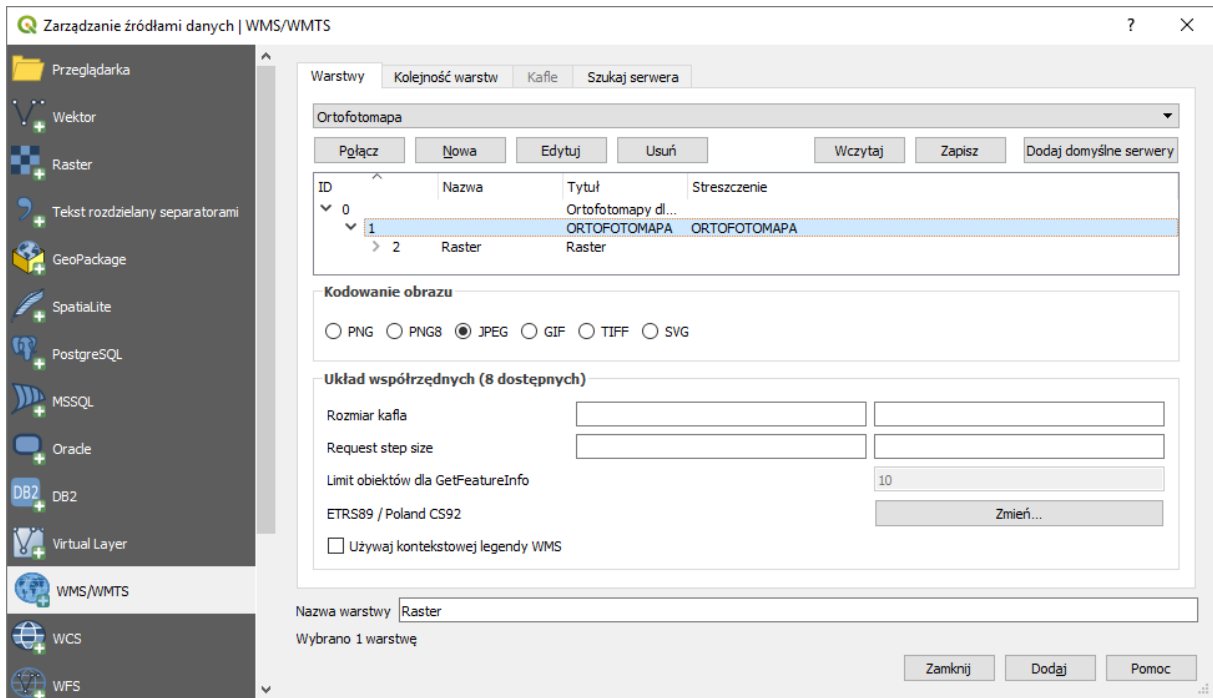 Zarządzanie źródłami danych | WMS/WMTS ?
Przeglądarka
Wektor
Raster
Tekst rozdzielany separatorami
GeoPackage
SpatiaLite
PostgreSQL
MSSQL
Oracle
DB2 DB2
Virtual Layer
WMS/WMTS
WCS
WFS
Warstwy Kolejność warstw Kafle Szukaj serwera
Ortofotomapa
Połącz Nowa Edytuj Usuń Wczytaj Zapisz Dodaj domyślne serwery
ID Nazwa Tytuł Streszczenie
0 Ortofotomapy dl...
1 ORTOFOTOMAPA ORTOFOTOMAPA
2 Raster Raster
Kodowanie obrazu
PNG PNG8 JPEG GIF TIFF SVG
Układ współrzędnych (8 dostępnych)
Rozmiar kafla
Request step size
Limit obiektów dla GetFeatureInfo 10
ETRS89 / Poland CS92 Zmień...
Używaj kontekstowej legendy WMS
Nazwa warstwy Raster
Wybrano 1 warstwę
Zamknij Dodaj Pomoc